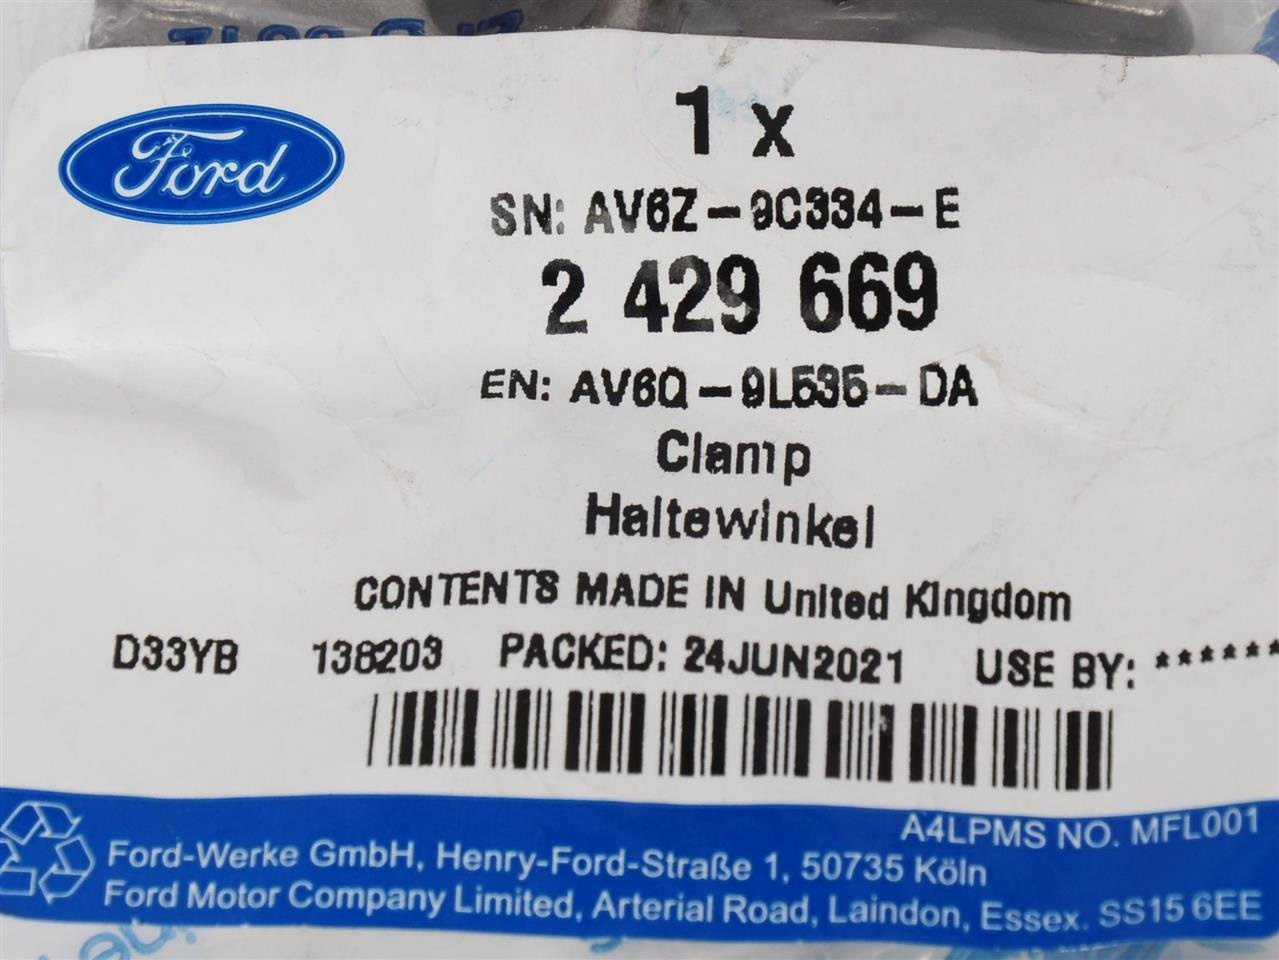 Ford
1 x
SN: AV6Z-9C334-E
2 429 669
EN: AV6Q-9L535-DA
Clamp
Haltewinkel
CONTENTS MADE IN United Kingdom
D33YB 136203 PACKED: 24JUN2021 USE BY: ******
A4LPMS NO. MFL001
Ford-Werke GmbH, Henry-Ford-Straße 1, 50735 Köln
Ford Motor Company Limited, Arterial Road, Laindon, Essex. SS15 6EE